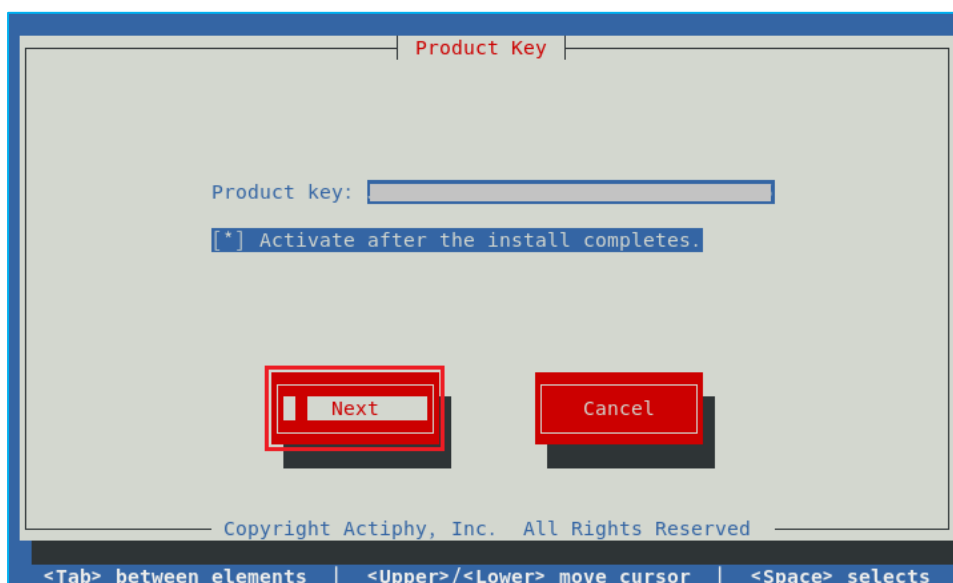 Product Key
Product key:
[*] Activate after the install completes.
Next Cancel
Copyright Actiphy, Inc. All Rights Reserved
<Tab> between elements | <Upper>/<Lower> move cursor | <Space> selects